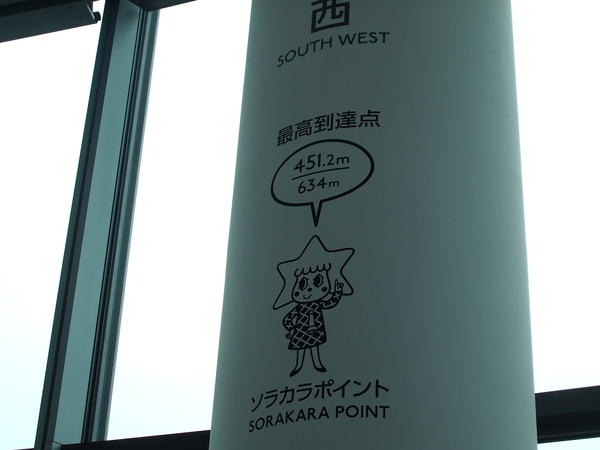 西
SOUTH WEST
最高到達点
451.2m
634m
ソラカラポイント
SORAKARA POINT